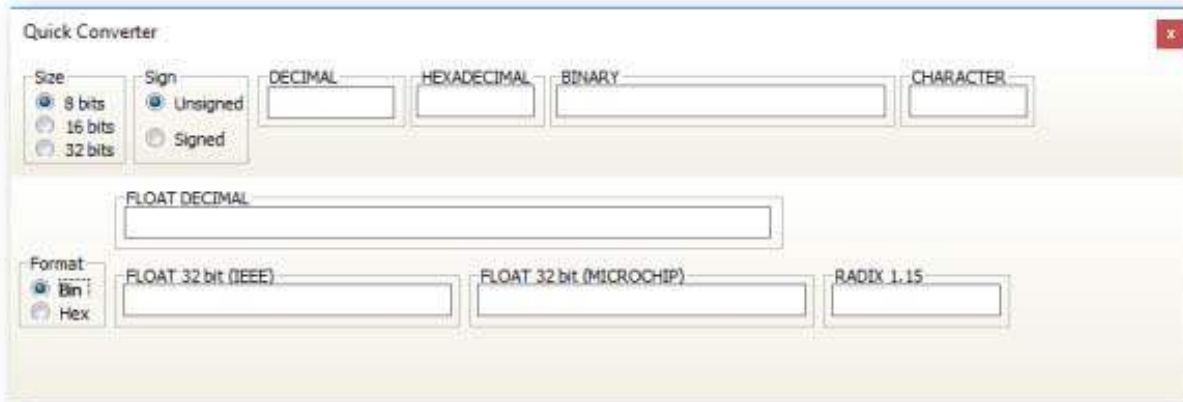 Quick Converter
x
Size
8 bits
16 bits
32 bits
Sign
Unsigned
Signed
DECIMAL
HEXADECIMAL
BINARY
CHARACTER
FLOAT DECIMAL
Format
Bin
Hex
FLOAT 32 bit (IEEE)
FLOAT 32 bit (MICROCHIP)
RADIX 1.15